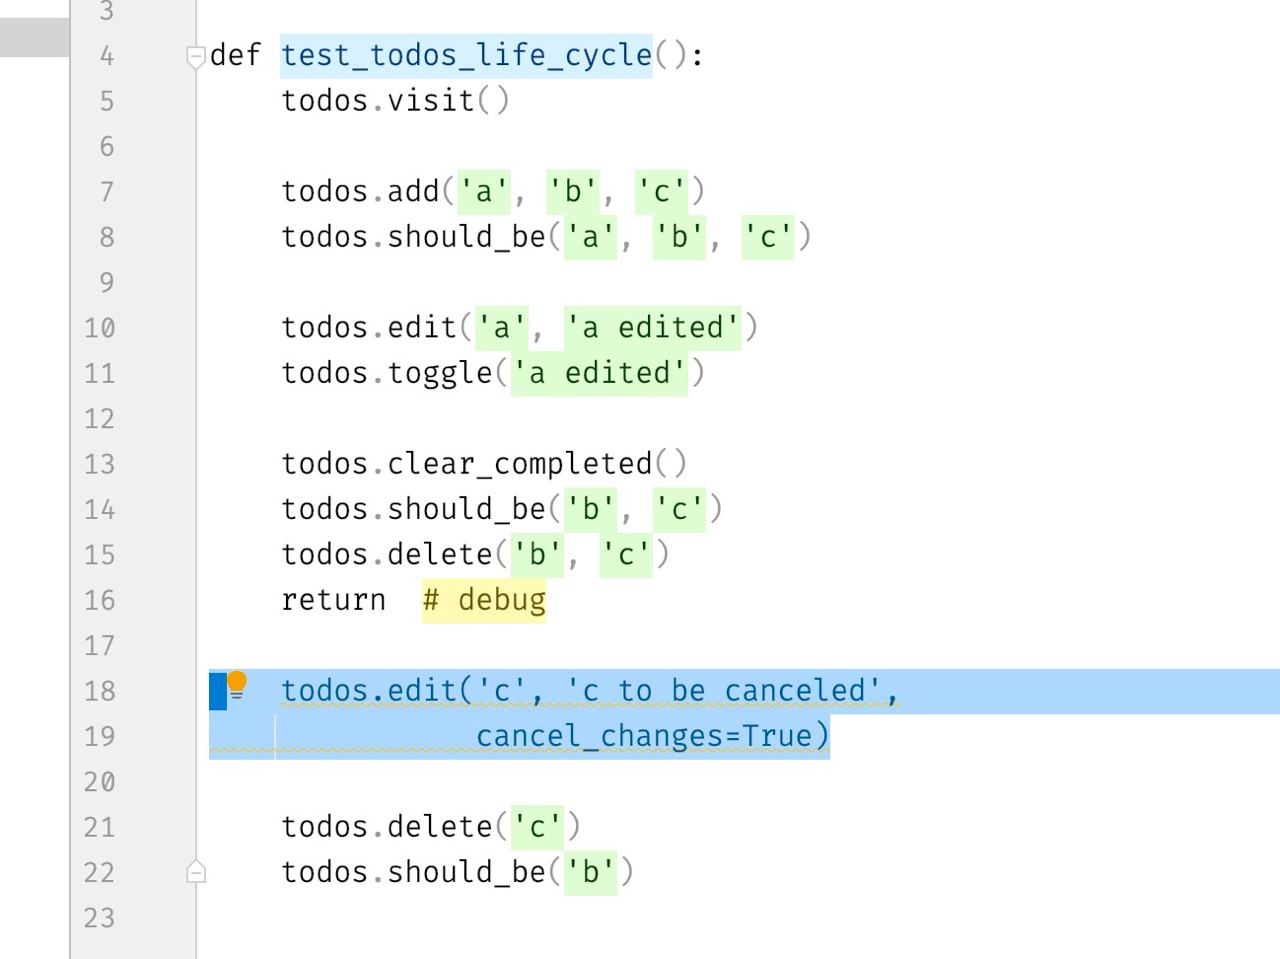 3
4 def test_todos_life_cycle():
5     todos.visit()
6
7     todos.add('a', 'b', 'c')
8     todos.should_be('a', 'b', 'c')
9
10     todos.edit('a', 'a edited')
11     todos.toggle('a edited')
12
13     todos.clear_completed()
14     todos.should_be('b', 'c')
15     todos.delete('b', 'c')
16     return  # debug
17
18     todos.edit('c', 'c to be canceled',
19                cancel_changes=True)
20
21     todos.delete('c')
22     todos.should_be('b')
23